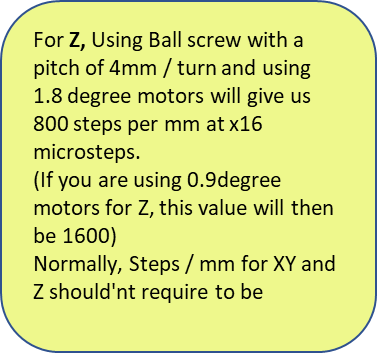 For Z, Using Ball screw with a
pitch of 4mm / turn and using
1.8 degree motors will give us
800 steps per mm at x16
microsteps.
(If you are using 0.9degree
motors for Z, this value will then
be 1600)
Normally, Steps / mm for XY and
Z should'nt require to be